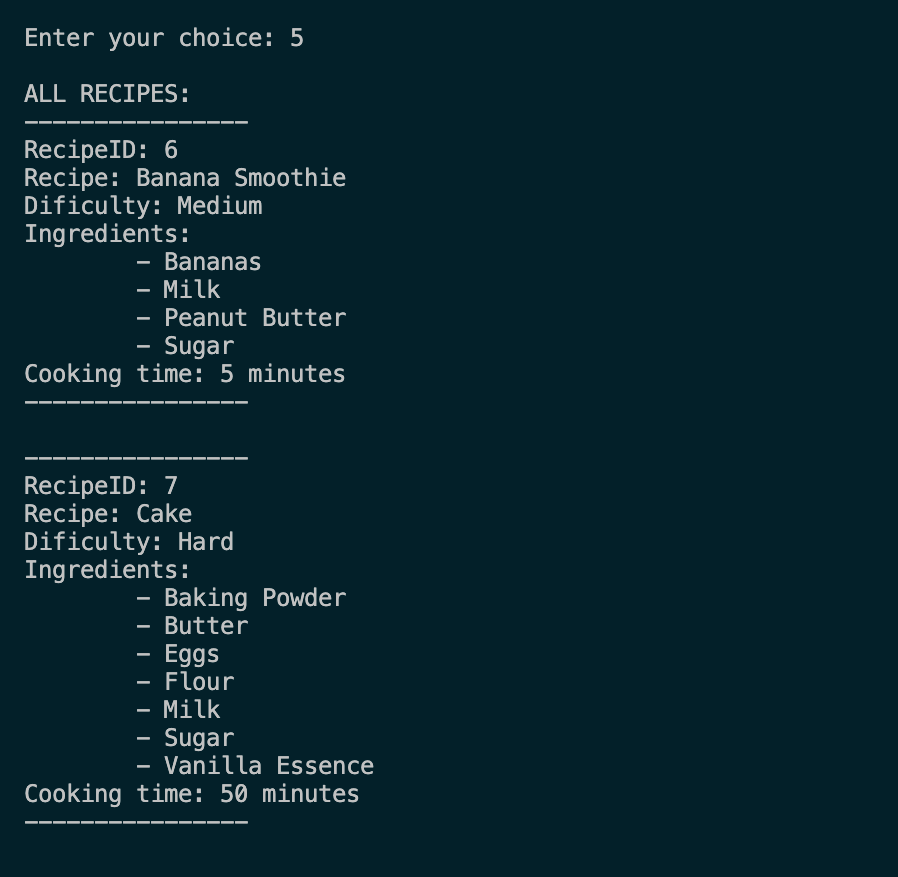 Enter your choice: 5
ALL RECIPES:
----------------
RecipeID: 6
Recipe: Banana Smoothie
Dificulty: Medium
Ingredients:
- Bananas
- Milk
- Peanut Butter
- Sugar
Cooking time: 5 minutes
----------------
----------------
RecipeID: 7
Recipe: Cake
Dificulty: Hard
Ingredients:
- Baking Powder
- Butter
- Eggs
- Flour
- Milk
- Sugar
- Vanilla Essence
Cooking time: 50 minutes
----------------